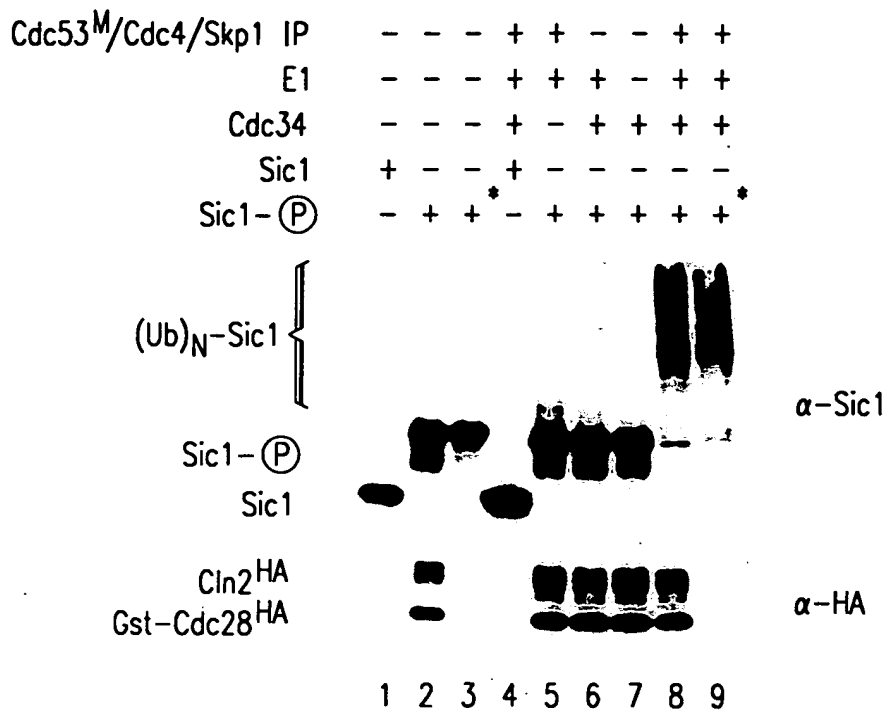 Cdc53M/Cdc4/Skp1 IP - - - + + - - + +
E1 - - - + + + - + +
Cdc34 - - - + - + + + +
Sic1 + - - + - - - - -
Sic1-P - + + * - + + + + + *
(Ub)N-Sic1
α-Sic1
Sic1-P
Sic1
Cln2HA
Gst-Cdc28HA
α-HA
1 2 3 4 5 6 7 8 9